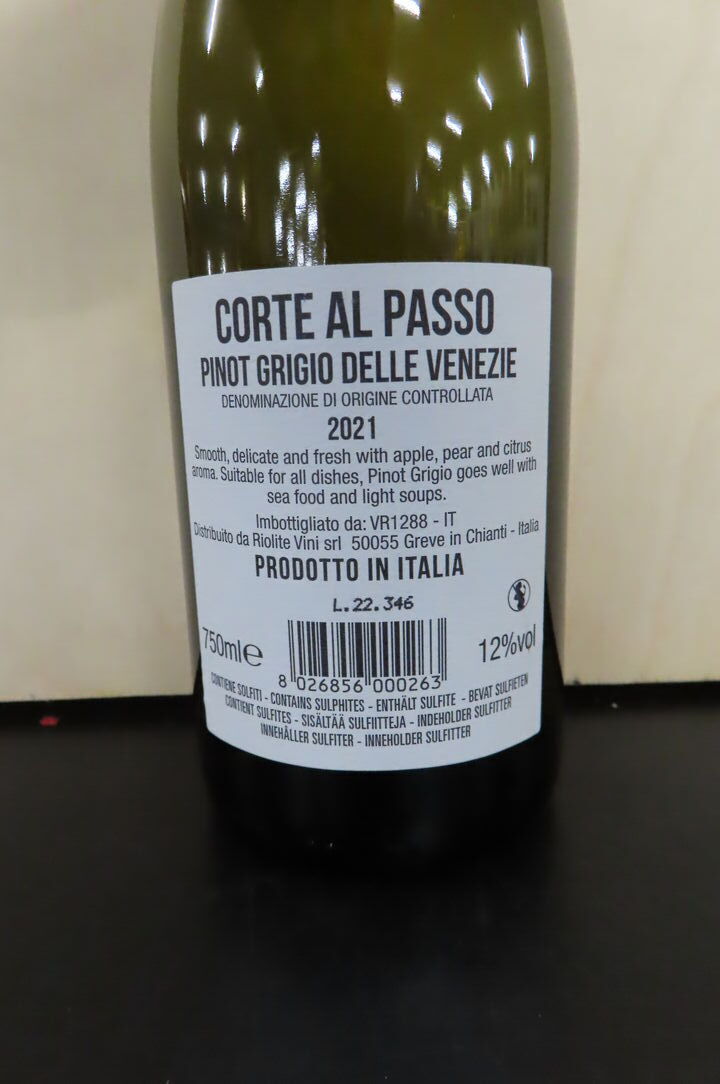 CORTE AL PASSO
PINOT GRIGIO DELLE VENEZIE
DENOMINAZIONE DI ORIGINE CONTROLLATA
2021
Smooth, delicate and fresh with apple, pear and citrus
aroma. Suitable for all dishes, Pinot Grigio goes well with
sea food and light soups.
Imbottigliato da: VR1288 - IT
Distribuito da Riolite Vini srl 50055 Greve in Chianti - Italia
PRODOTTO IN ITALIA
L.22.346
750ml℮
12%vol
8 026856 000263
CONTIENE SOLFITI - CONTAINS SULPHITES - ENTHÄLT SULFITE - BEVAT SULFIETEN
CONTIENT SULFITES - SISÄLTÄÄ SULFIITTEJA - INDEHOLDER SULFITTER
INNEHÅLLER SULFITER - INNEHOLDER SULFITTER